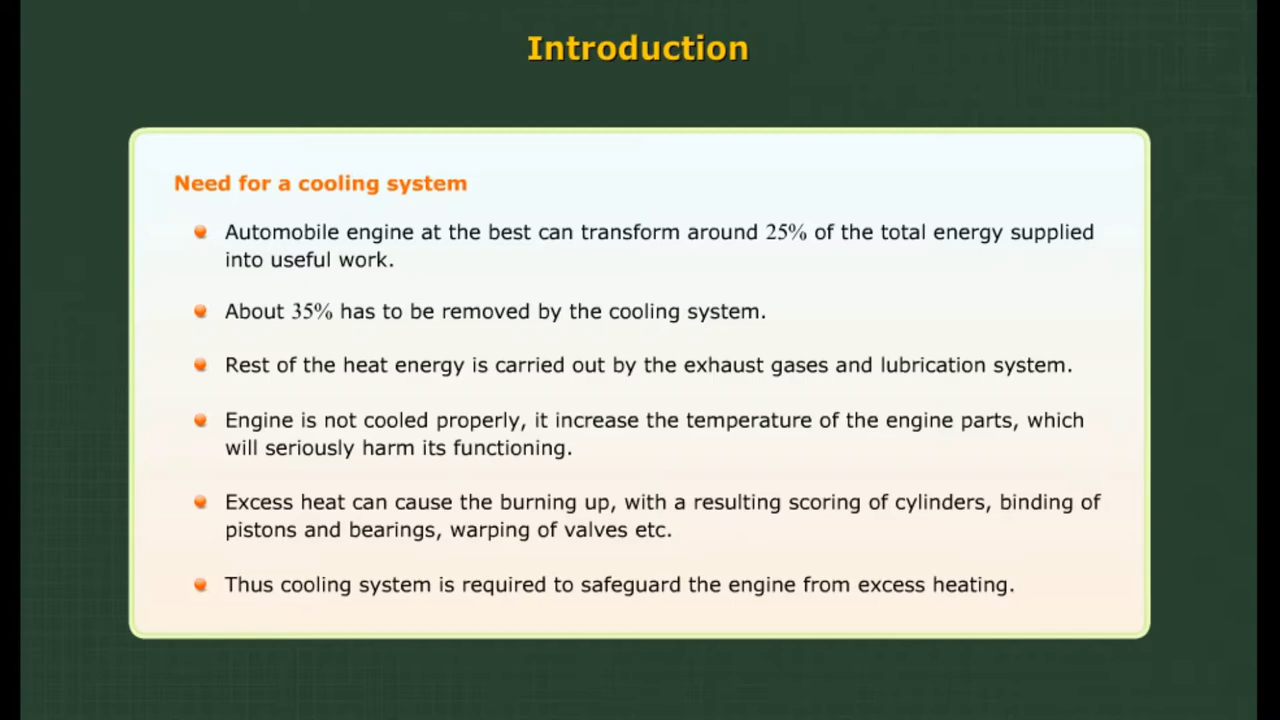 Introduction
Need for a cooling system
Automobile engine at the best can transform around 25% of the total energy supplied
into useful work.
About 35% has to be removed by the cooling system.
Rest of the heat energy is carried out by the exhaust gases and lubrication system.
Engine is not cooled properly, it increase the temperature of the engine parts, which
will seriously harm its functioning.
Excess heat can cause the burning up, with a resulting scoring of cylinders, binding of
pistons and bearings, warping of valves etc.
Thus cooling system is required to safeguard the engine from excess heating.